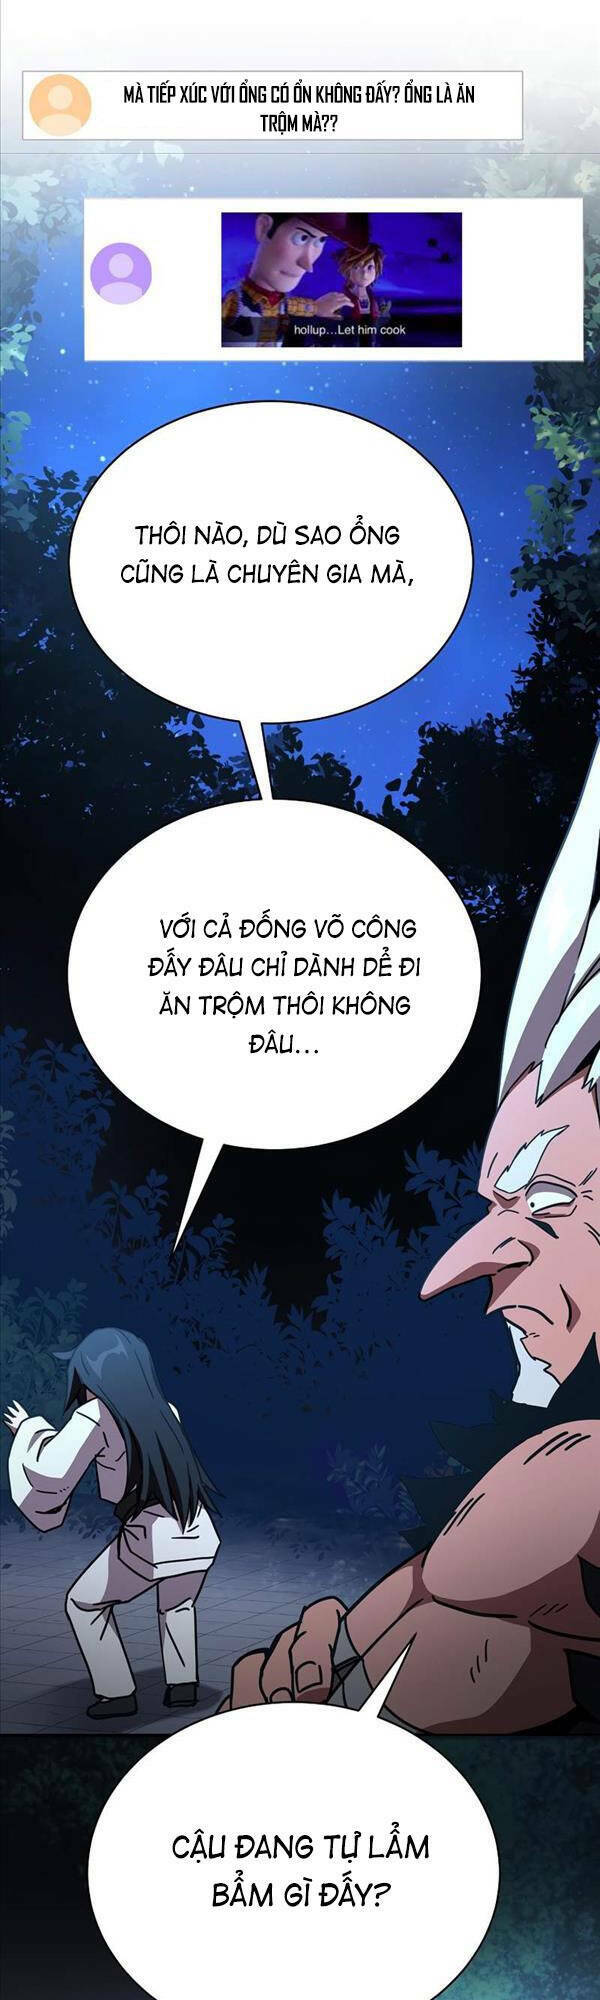 MÀ TIẾP XÚC VỚI ỔNG CÓ ỔN KHÔNG ĐẤY? ỔNG LÀ ĂN
TRỘM MÀ??
hollup...Let him cook
THÔI NÀO, DÙ SAO ỔNG
CŨNG LÀ CHUYÊN GIA MÀ,
VỚI CẢ ĐỐNG VÕ CÔNG
ĐẤY ĐÂU CHỈ DÀNH DỂ ĐI
ĂN TRỘM THÔI KHÔNG
ĐÂU...
CẬU ĐANG TỰ LẨM
BẨM GÌ ĐẤY?